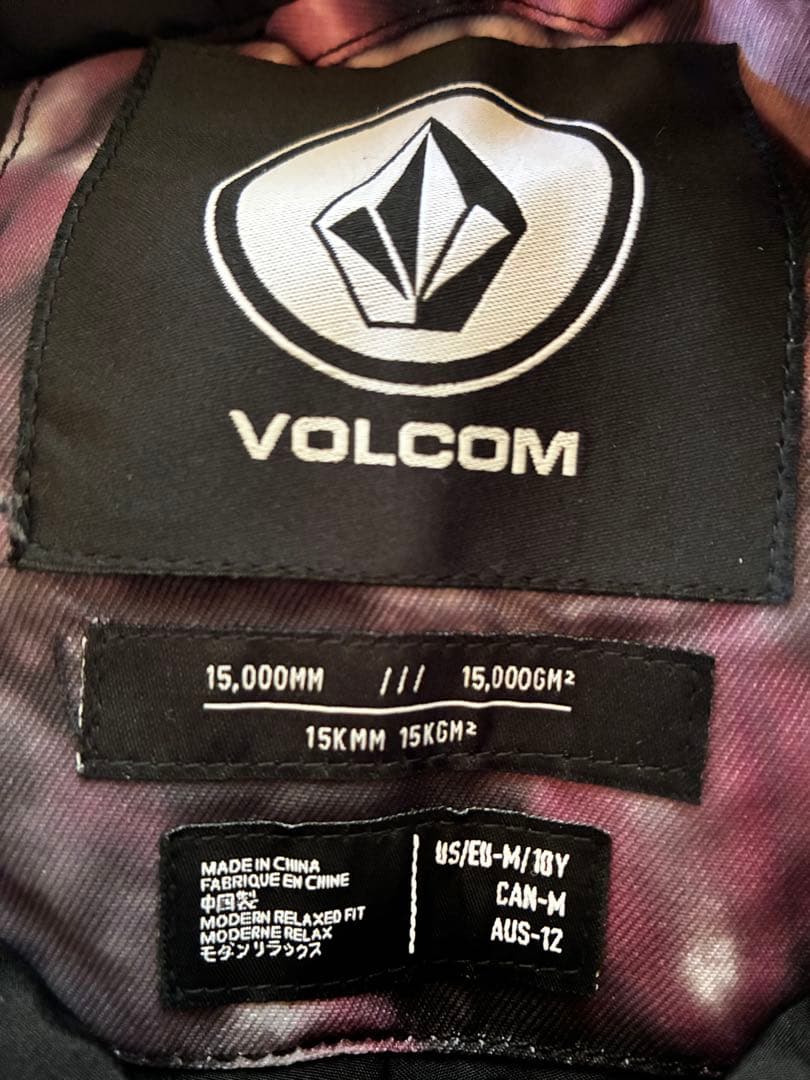 VOLCOM
15,000MM /// 15,000GM²
15KMM 15KGM²
MADE IN CHINA
FABRIQUE EN CHINE
中国製
MODERN RELAXED FIT
MODERNE RELAX
モダンリラックス
US/EU-M/10Y
CAN-M
AUS-12